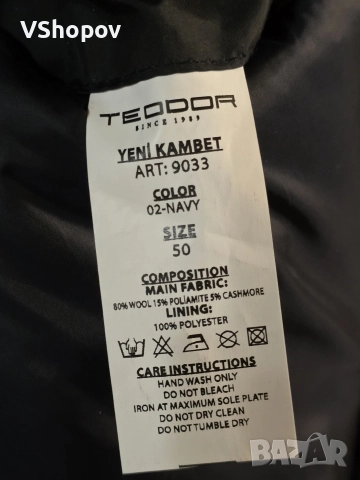 VShopov
TEODOR
SINCE 1989
YENİ KAMBET
ART: 9033
COLOR
02-NAVY
SIZE
50
COMPOSITION
MAIN FABRIC:
80% WOOL 15% POLIAMITE 5% CASHMORE
LINING:
100% POLYESTER
CARE INSTRUCTIONS
HAND WASH ONLY
DO NOT BLEACH
IRON AT MAXIMUM SOLE PLATE
DO NOT DRY CLEAN
DO NOT TUMBLE DRY
BAZAR